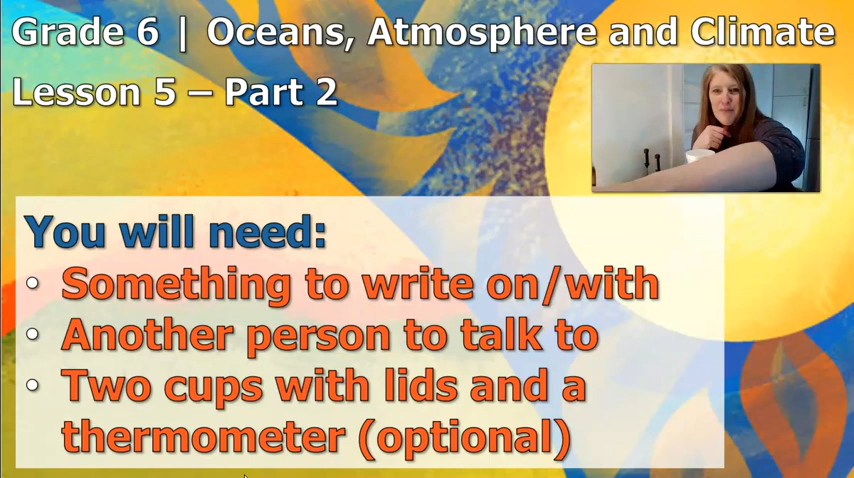 Grade 6 | Oceans, Atmosphere and Climate
Lesson 5 – Part 2
You will need:
• Something to write on/with
• Another person to talk to
• Two cups with lids and a
thermometer (optional)